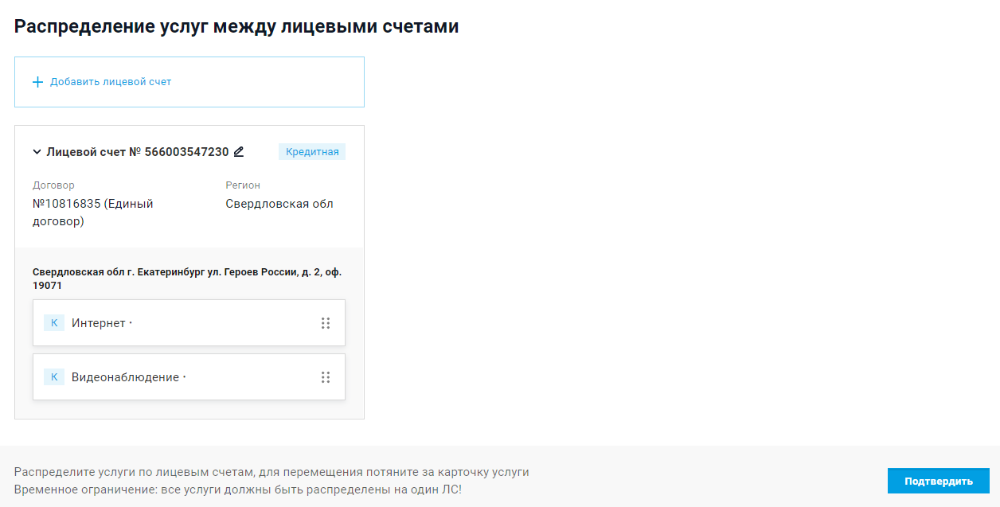 Распределение услуг между лицевыми счетами
Добавить лицевой счет
Лицевой счет № 566003547230 Кредитная
Договор Регион
№10816835 (Единый Свердловская обл
договор)
Свердловская обл г. Екатеринбург ул. Героев России, д. 2, оф.
19071
К Интернет ·
К Видеонаблюдение ·
Распределите услуги по лицевым счетам, для перемещения потяните за карточку услуги
Временное ограничение: все услуги должны быть распределены на один ЛС!
Подтвердить